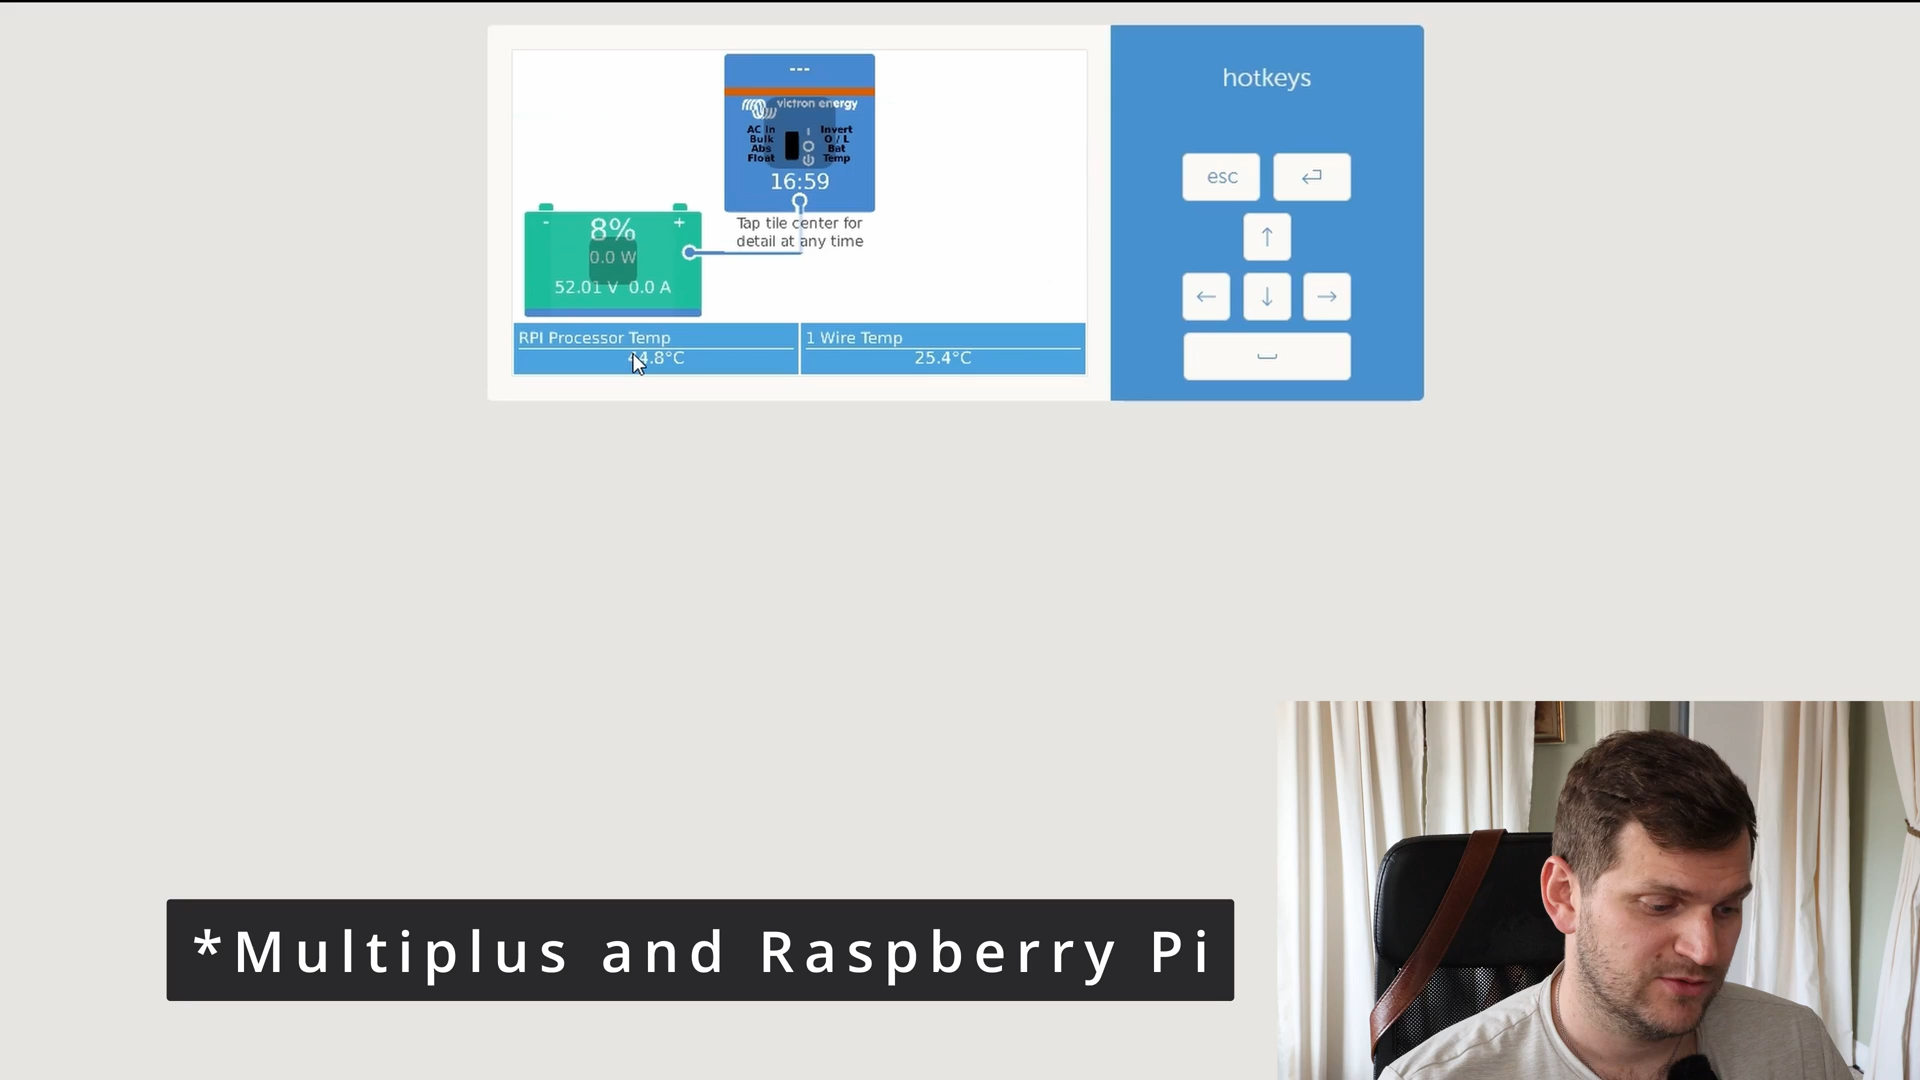 ---
victron energy
AC In
Bulk
Abs
Float
Invert
O / L
Bat
Temp
16:59
Tap tile center for
detail at any time
- 8% +
0.0 W
52.01 V 0.0 A
RPI Processor Temp
44.8°C
1 Wire Temp
25.4°C
hotkeys
esc
*Multiplus and Raspberry Pi